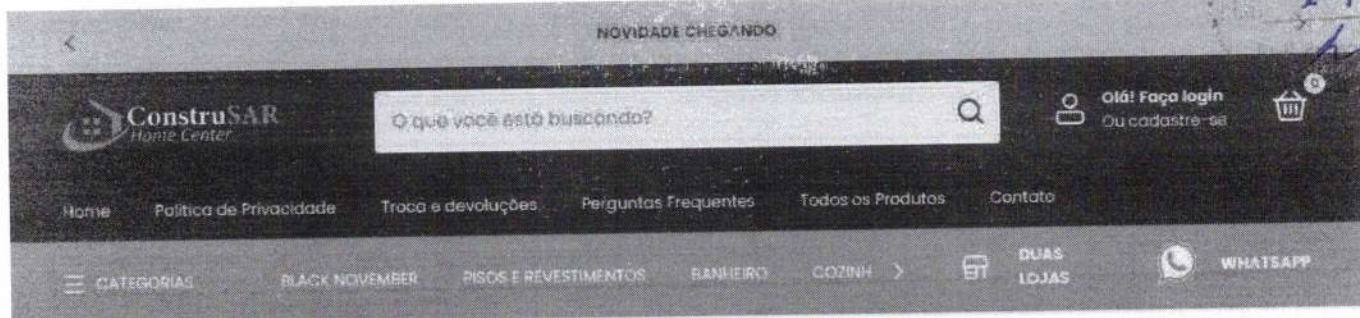 NOVIDADE CHEGANDO
ConstruSAR
Home Center
O que você está buscando?
Olá! Faça login
Ou cadastre-se
0
Home Política de Privacidade Troca e devoluções Perguntas Frequentes Todos os Produtos Contato
CATEGORIAS BLACK NOVEMBER PISOS E REVESTIMENTOS BANHEIRO COZINH
DUAS
LOJAS
WHATSAPP